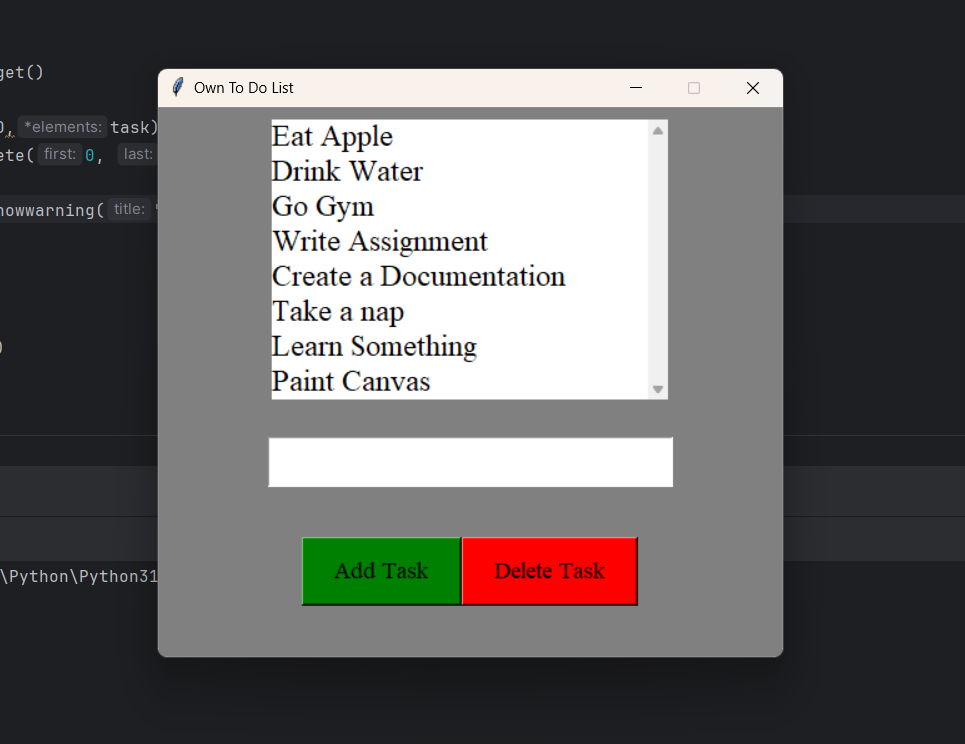 get()
Own To Do List
0, *elements: task)
ete( first: 0, last:
howwarning( title: "
Eat Apple
Drink Water
Go Gym
Write Assignment
Create a Documentation
Take a nap
Learn Something
Paint Canvas
)
Add Task
Delete Task
\Python\Python31